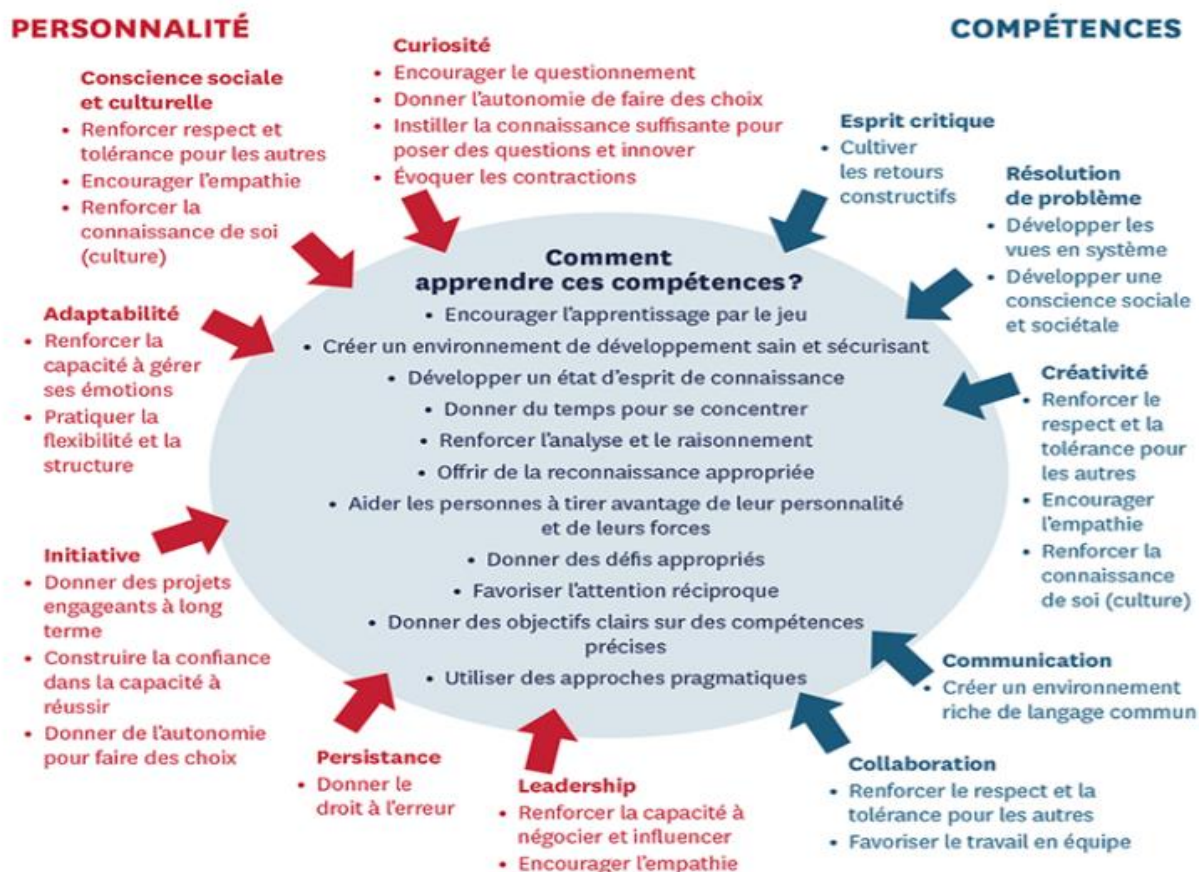 PERSONNALITÉ
COMPÉTENCES
Conscience sociale
et culturelle
• Renforcer respect et
tolérance pour les autres
• Encourager l'empathie
• Renforcer la
connaissance de soi
(culture)
Curiosité
• Encourager le questionnement
• Donner l'autonomie de faire des choix
• Instiller la connaissance suffisante pour
poser des questions et innover
• Évoquer les contractions
Esprit critique
• Cultiver
les retours
constructifs
Résolution
de problème
• Développer les
vues en système
• Développer une
conscience sociale
et sociétale
Adaptabilité
• Renforcer la
capacité à gérer
ses émotions
• Pratiquer la
flexibilité et la
structure
Comment
apprendre ces compétences ?
• Encourager l'apprentissage par le jeu
• Créer un environnement de développement sain et sécurisant
• Développer un état d'esprit de connaissance
• Donner du temps pour se concentrer
• Renforcer l'analyse et le raisonnement
• Offrir de la reconnaissance appropriée
• Aider les personnes à tirer avantage de leur personnalité
et de leurs forces
• Donner des défis appropriés
• Favoriser l'attention réciproque
• Donner des objectifs clairs sur des compétences
précises
• Utiliser des approches pragmatiques
Créativité
• Renforcer le
respect et la
tolérance pour
les autres
• Encourager
l'empathie
• Renforcer la
connaissance
de soi (culture)
Initiative
• Donner des projets
engageants à long
terme
• Construire la confiance
dans la capacité à
réussir
• Donner de l'autonomie
pour faire des choix
Persistance
• Donner le
droit à l'erreur
Leadership
• Renforcer la capacité à
négocier et influencer
• Encourager l'empathie
Communication
• Créer un environnement
riche de langage commun
Collaboration
• Renforcer le respect et la
tolérance pour les autres
• Favoriser le travail en équipe